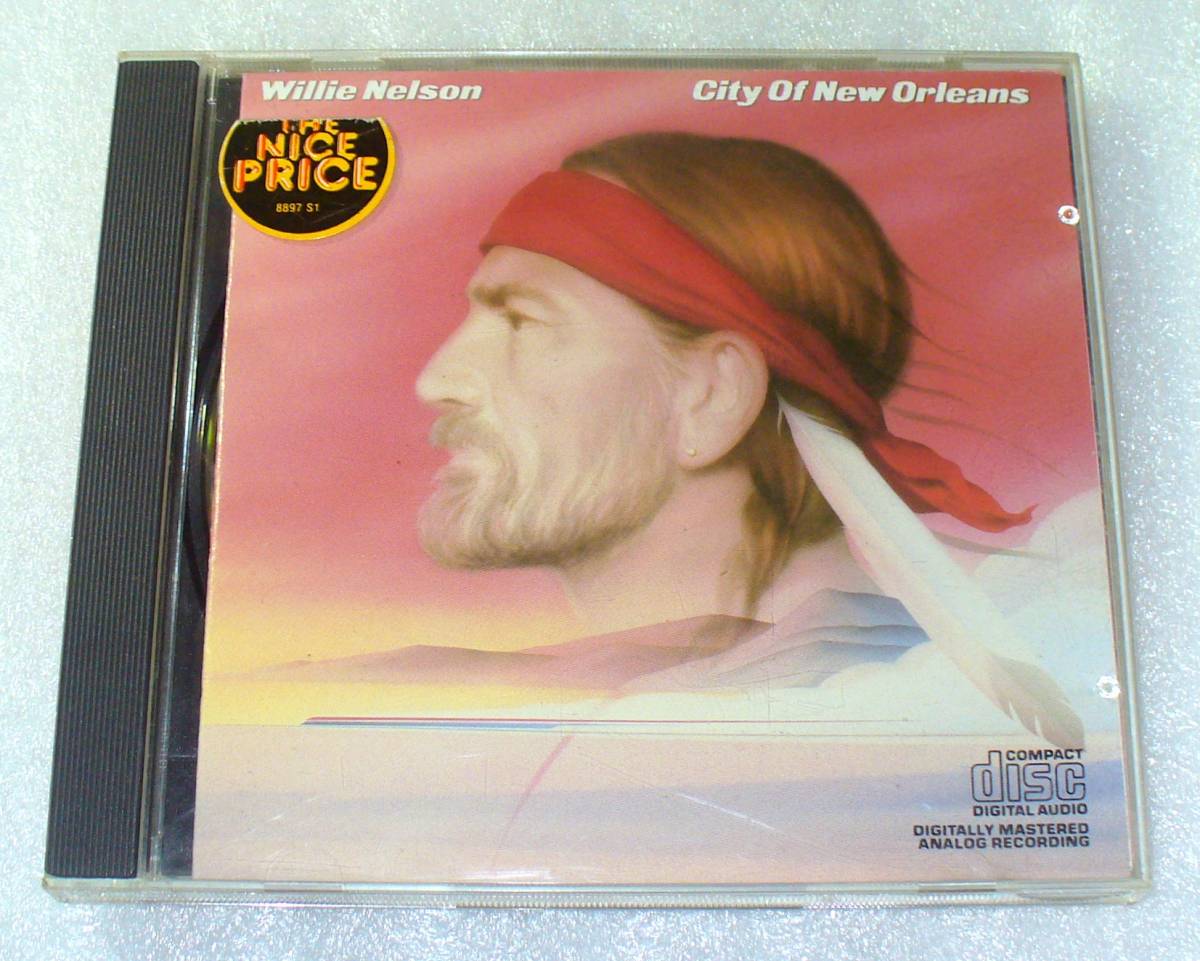 Willie Nelson
City Of New Orleans
THE
NICE
PRICE
8897 S1
COMPACT
disc
DIGITAL AUDIO
DIGITALLY MASTERED
ANALOG RECORDING